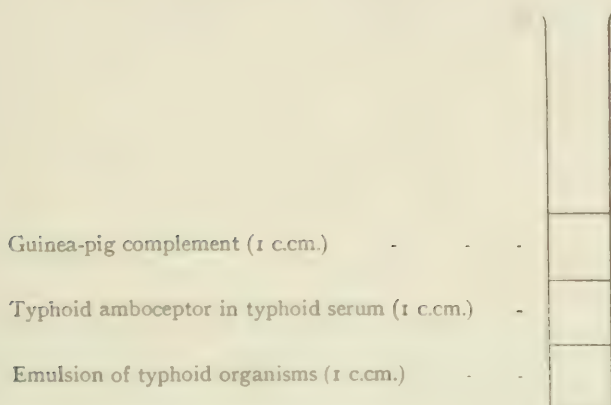 Guinea-pig complement (1 c.cm.) - - -
Typhoid amboceptor in typhoid serum (1 c.cm.) -
Emulsion of typhoid organisms (1 c.cm.) - -